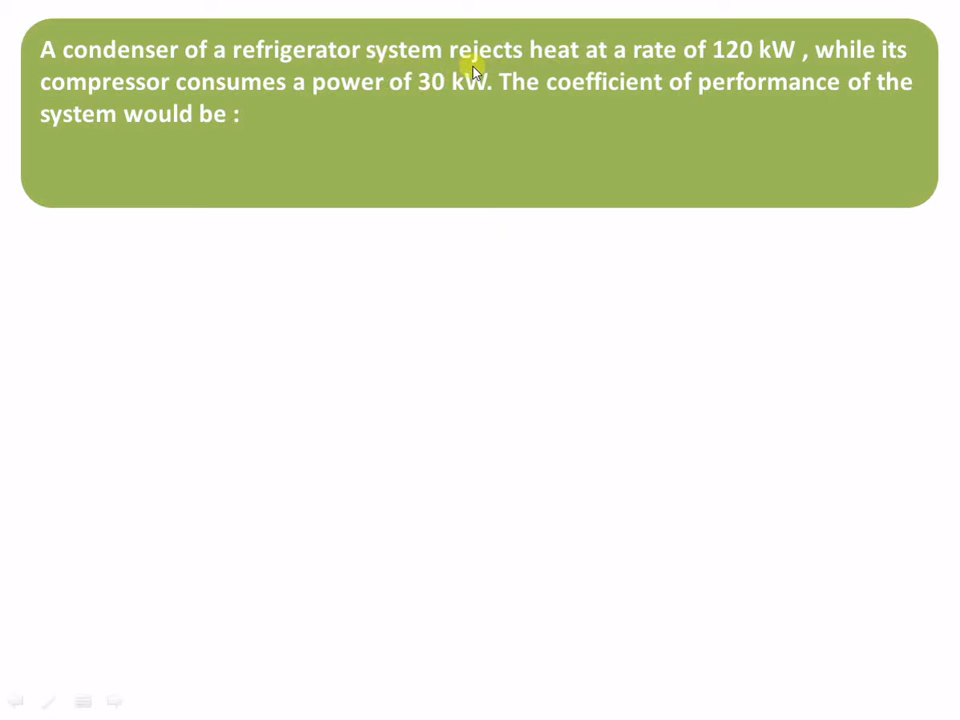 A condenser of a refrigerator system rejects heat at a rate of 120 kW , while its
compressor consumes a power of 30 kW. The coefficient of performance of the
system would be :